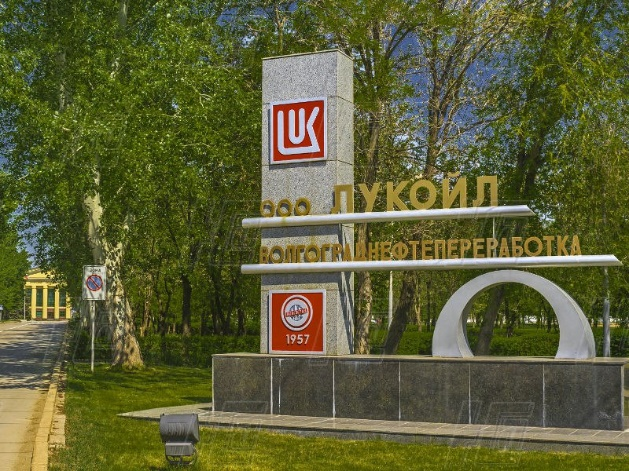 LUK
ООО ЛУКОЙЛ
ВОЛГОГРАДНЕФТЕПЕРЕРАБОТКА
1957